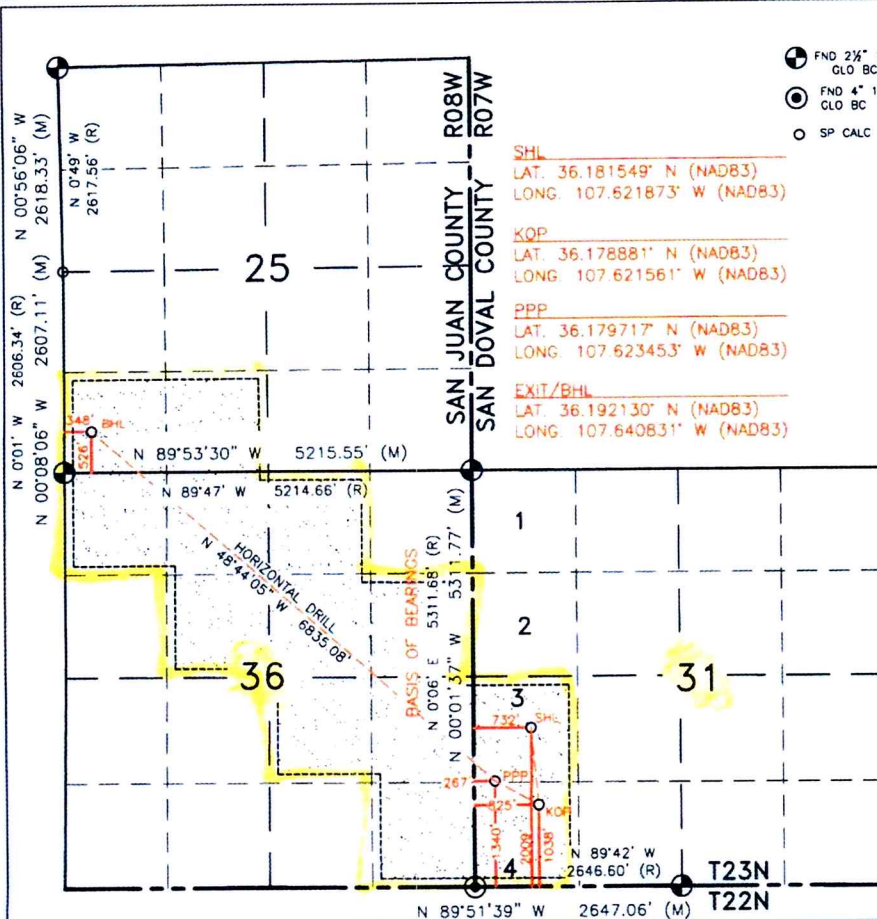 FND 2½"
GLO BC
FND 4" 1
GLO BC
SP CALC
R08W
R07W
SAN JUAN COUNTY
SAN DOVAL COUNTY
N 00°56'06" W
2618.33' (M)
N 0°49' W
2617.56' (R)
SHL
LAT. 36.181549° N (NAD83)
LONG. 107.621873° W (NAD83)
KOP
LAT. 36.178881° N (NAD83)
LONG. 107.621561° W (NAD83)
PPP
LAT. 36.179717° N (NAD83)
LONG. 107.623453° W (NAD83)
EXIT/BHL
LAT. 36.192130° N (NAD83)
LONG. 107.640831° W (NAD83)
25
N 0°01' W 2606.34' (R)
N 00°08'06" W 2607.11' (M)
348'
BHL
526'
N 89°53'30" W 5215.55' (M)
N 89°47' W 5214.66' (R)
HORIZONTAL DRILL
N 48°44'05" W 6835.08'
BASIS OF BEARINGS
N 0°06' E 5311.68' (R)
N 00°01'37" W 5311.77' (M)
1
2
36
31
3
732'
SHL
267
PPP
825'
KOP
1340'
2009
1038'
4
N 89°42' W
2646.60' (R)
T23N
T22N
N 89°51'39" W 2647.06' (M)